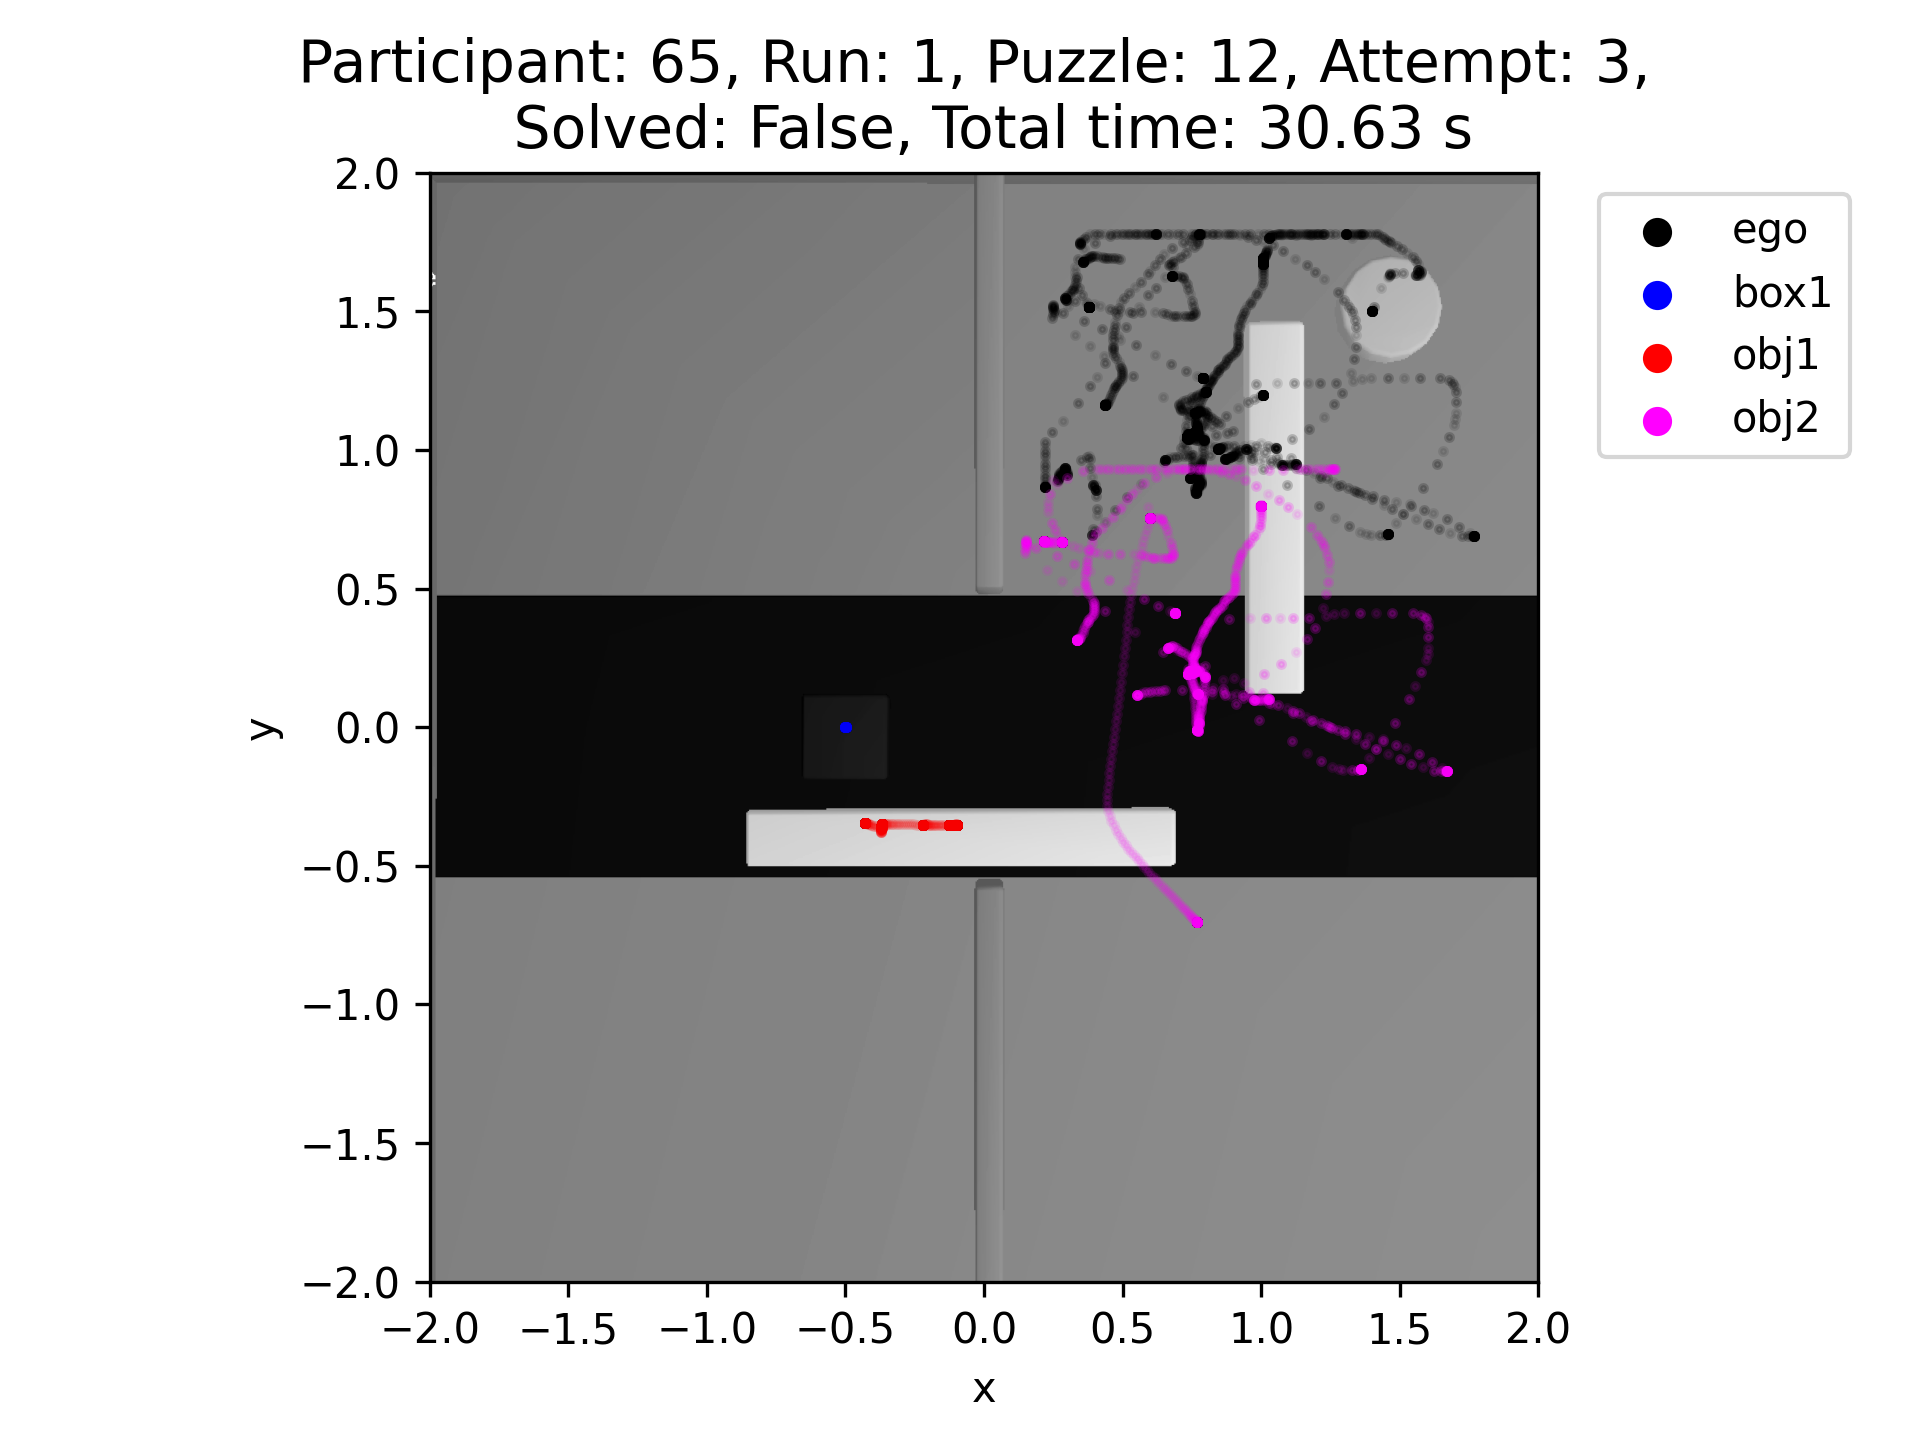 Participant: 65, Run: 1, Puzzle: 12, Attempt: 3,
Solved: False, Total time: 30.63 s
ego
box1
obj1
obj2
2.0
1.5
1.0
0.5
0.0
−0.5
−1.0
−1.5
−2.0
y
−2.0 −1.5 −1.0 −0.5 0.0 0.5 1.0 1.5 2.0
x